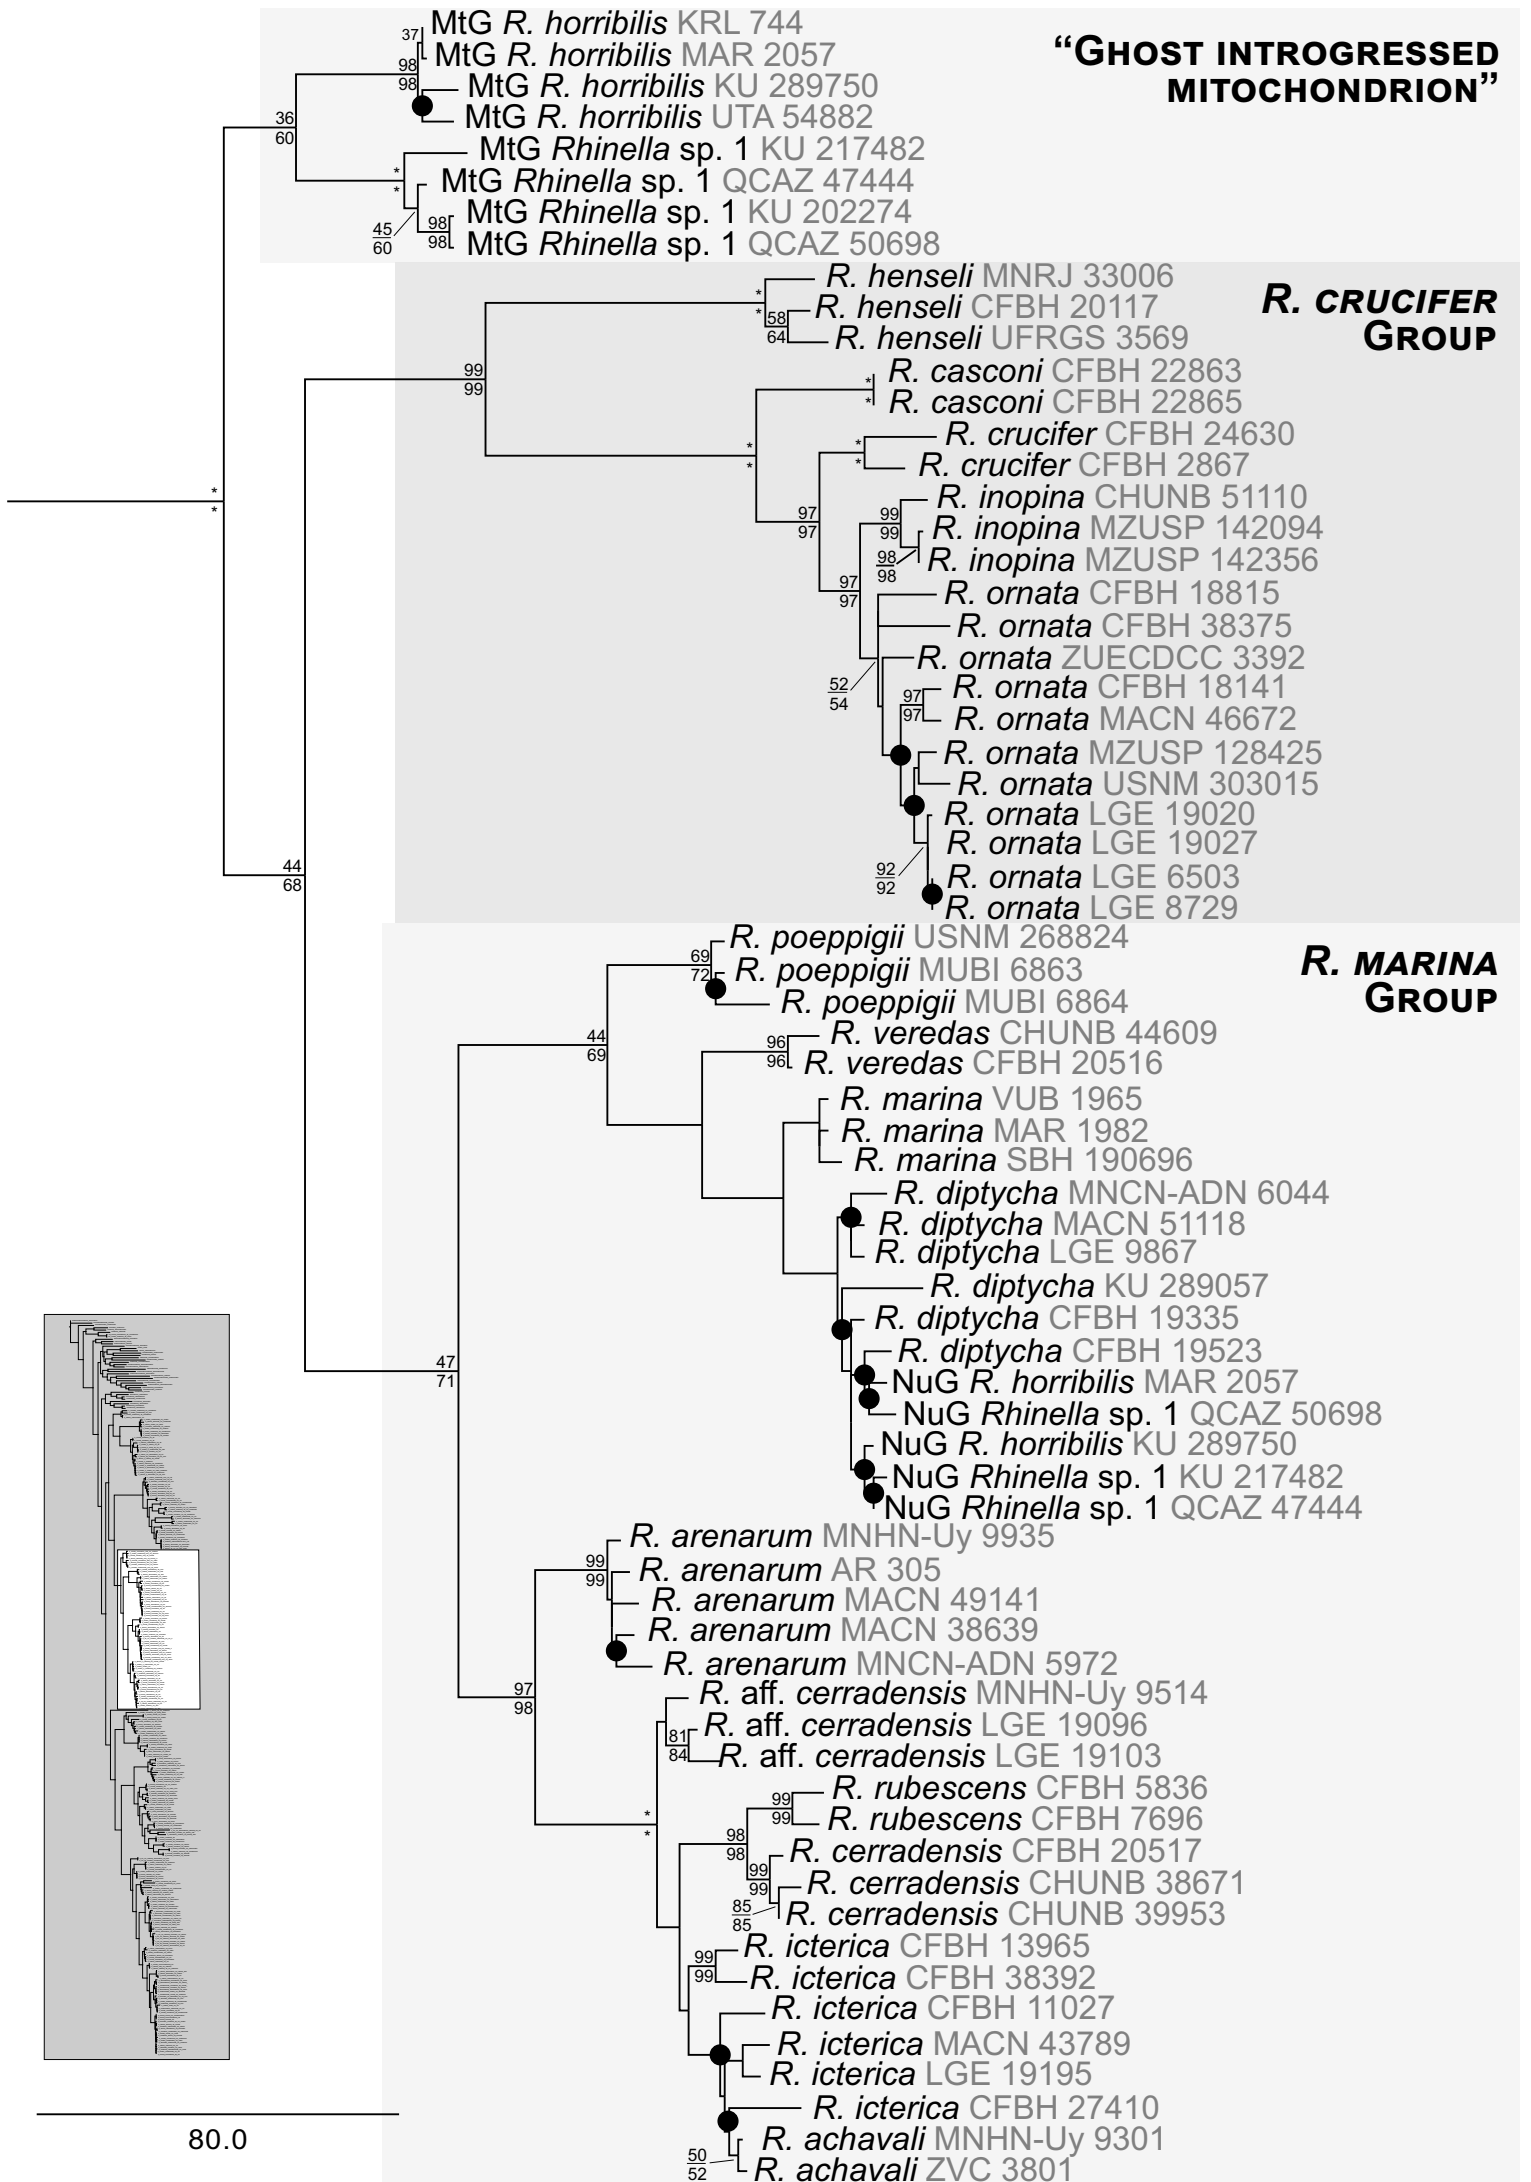 MtG R. horribilis KRL 744
37
MtG R. horribilis MAR 2057
"Ghost introgressed
mitochondrion"
98
98
MtG R. horribilis KU 289750
MtG R. horribilis UTA 54882
36
60
MtG Rhinella sp. 1 KU 217482
*
*
MtG Rhinella sp. 1 QCAZ 47444
MtG Rhinella sp. 1 KU 202274
45
60
98
98
MtG Rhinella sp. 1 QCAZ 50698
R. henseli MNRJ 33006
R. crucifer
Group
*
*
R. henseli CFBH 20117
58
64
R. henseli UFRGS 3569
99
99
R. casconi CFBH 22863
*
*
R. casconi CFBH 22865
R. crucifer CFBH 24630
*
*
R. crucifer CFBH 2867
*
*
R. inopina CHUNB 51110
*
*
97
97
99
99
R. inopina MZUSP 142094
R. inopina MZUSP 142356
98
98
97
97
R. ornata CFBH 18815
R. ornata CFBH 38375
R. ornata ZUECDCC 3392
52
54
R. ornata CFBH 18141
97
97
R. ornata MACN 46672
R. ornata MZUSP 128425
R. ornata USNM 303015
R. ornata LGE 19020
R. ornata LGE 19027
44
68
92
92
R. ornata LGE 6503
R. ornata LGE 8729
R. poeppigii USNM 268824
R. marina
Group
69
72
R. poeppigii MUBI 6863
R. poeppigii MUBI 6864
44
69
R. veredas CHUNB 44609
96
96
R. veredas CFBH 20516
R. marina VUB 1965
R. marina MAR 1982
R. marina SBH 190696
R. diptycha MNCN-ADN 6044
R. diptycha MACN 51118
R. diptycha LGE 9867
R. diptycha KU 289057
R. diptycha CFBH 19335
R. diptycha CFBH 19523
47
71
NuG R. horribilis MAR 2057
NuG Rhinella sp. 1 QCAZ 50698
NuG R. horribilis KU 289750
NuG Rhinella sp. 1 KU 217482
NuG Rhinella sp. 1 QCAZ 47444
R. arenarum MNHN-Uy 9935
99
99
R. arenarum AR 305
R. arenarum MACN 49141
R. arenarum MACN 38639
R. arenarum MNCN-ADN 5972
97
98
R. aff. cerradensis MNHN-Uy 9514
R. aff. cerradensis LGE 19096
81
84
R. aff. cerradensis LGE 19103
R. rubescens CFBH 5836
99
99
R. rubescens CFBH 7696
*
*
98
98
R. cerradensis CFBH 20517
99
99
R. cerradensis CHUNB 38671
85
85
R. cerradensis CHUNB 39953
R. icterica CFBH 13965
99
99
R. icterica CFBH 38392
R. icterica CFBH 11027
R. icterica MACN 43789
R. icterica LGE 19195
R. icterica CFBH 27410
80.0
R. achavali MNHN-Uy 9301
50
52
R. achavali ZVC 3801